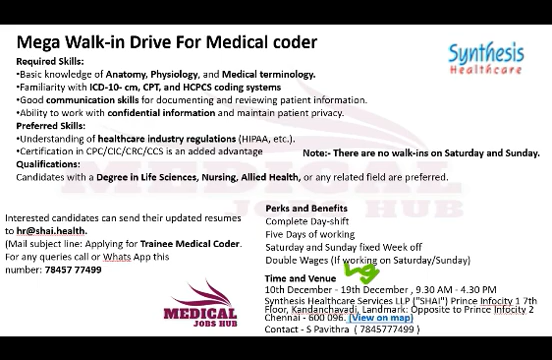 Mega Walk-in Drive For Medical coder
Synthesis
Healthcare
Required Skills:
•Basic knowledge of Anatomy, Physiology, and Medical terminology.
•Familiarity with ICD-10- cm, CPT, and HCPCS coding systems
•Good communication skills for documenting and reviewing patient information.
•Ability to work with confidential information and maintain patient privacy.
Preferred Skills:
•Understanding of healthcare industry regulations (HIPAA, etc.).
•Certification in CPC/CIC/CRC/CCS is an added advantage
Note:- There are no walk-ins on Saturday and Sunday.
Qualifications:
Candidates with a Degree in Life Sciences, Nursing, Allied Health, or any related field are preferred.
Interested candidates can send their updated resumes
to hr@shai.health.
(Mail subject line: Applying for Trainee Medical Coder.
For any queries call or Whats App this
number: 78457 77499
MEDICAL
JOBS HUB
Perks and Benefits
Complete Day-shift
Five Days of working
Saturday and Sunday fixed Week off
Double Wages (If working on Saturday/Sunday)
Time and Venue
10th December - 19th December , 9.30 AM - 4.30 PM
Synthesis Healthcare Services LLP ("SHAI") Prince Infocity 1 7th
Floor, Kandanchavadi, Landmark: Opposite to Prince Infocity 2
Chennai - 600 096. (View on map)
Contact - S Pavithra ( 7845777499 )
MEDICAL
JOBS HUB